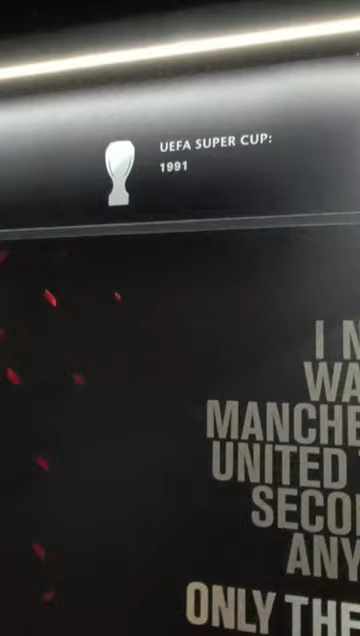 UEFA SUPER CUP:
1991
I N
WA
MANCHE
UNITED
SECO
ANY
ONLY THE